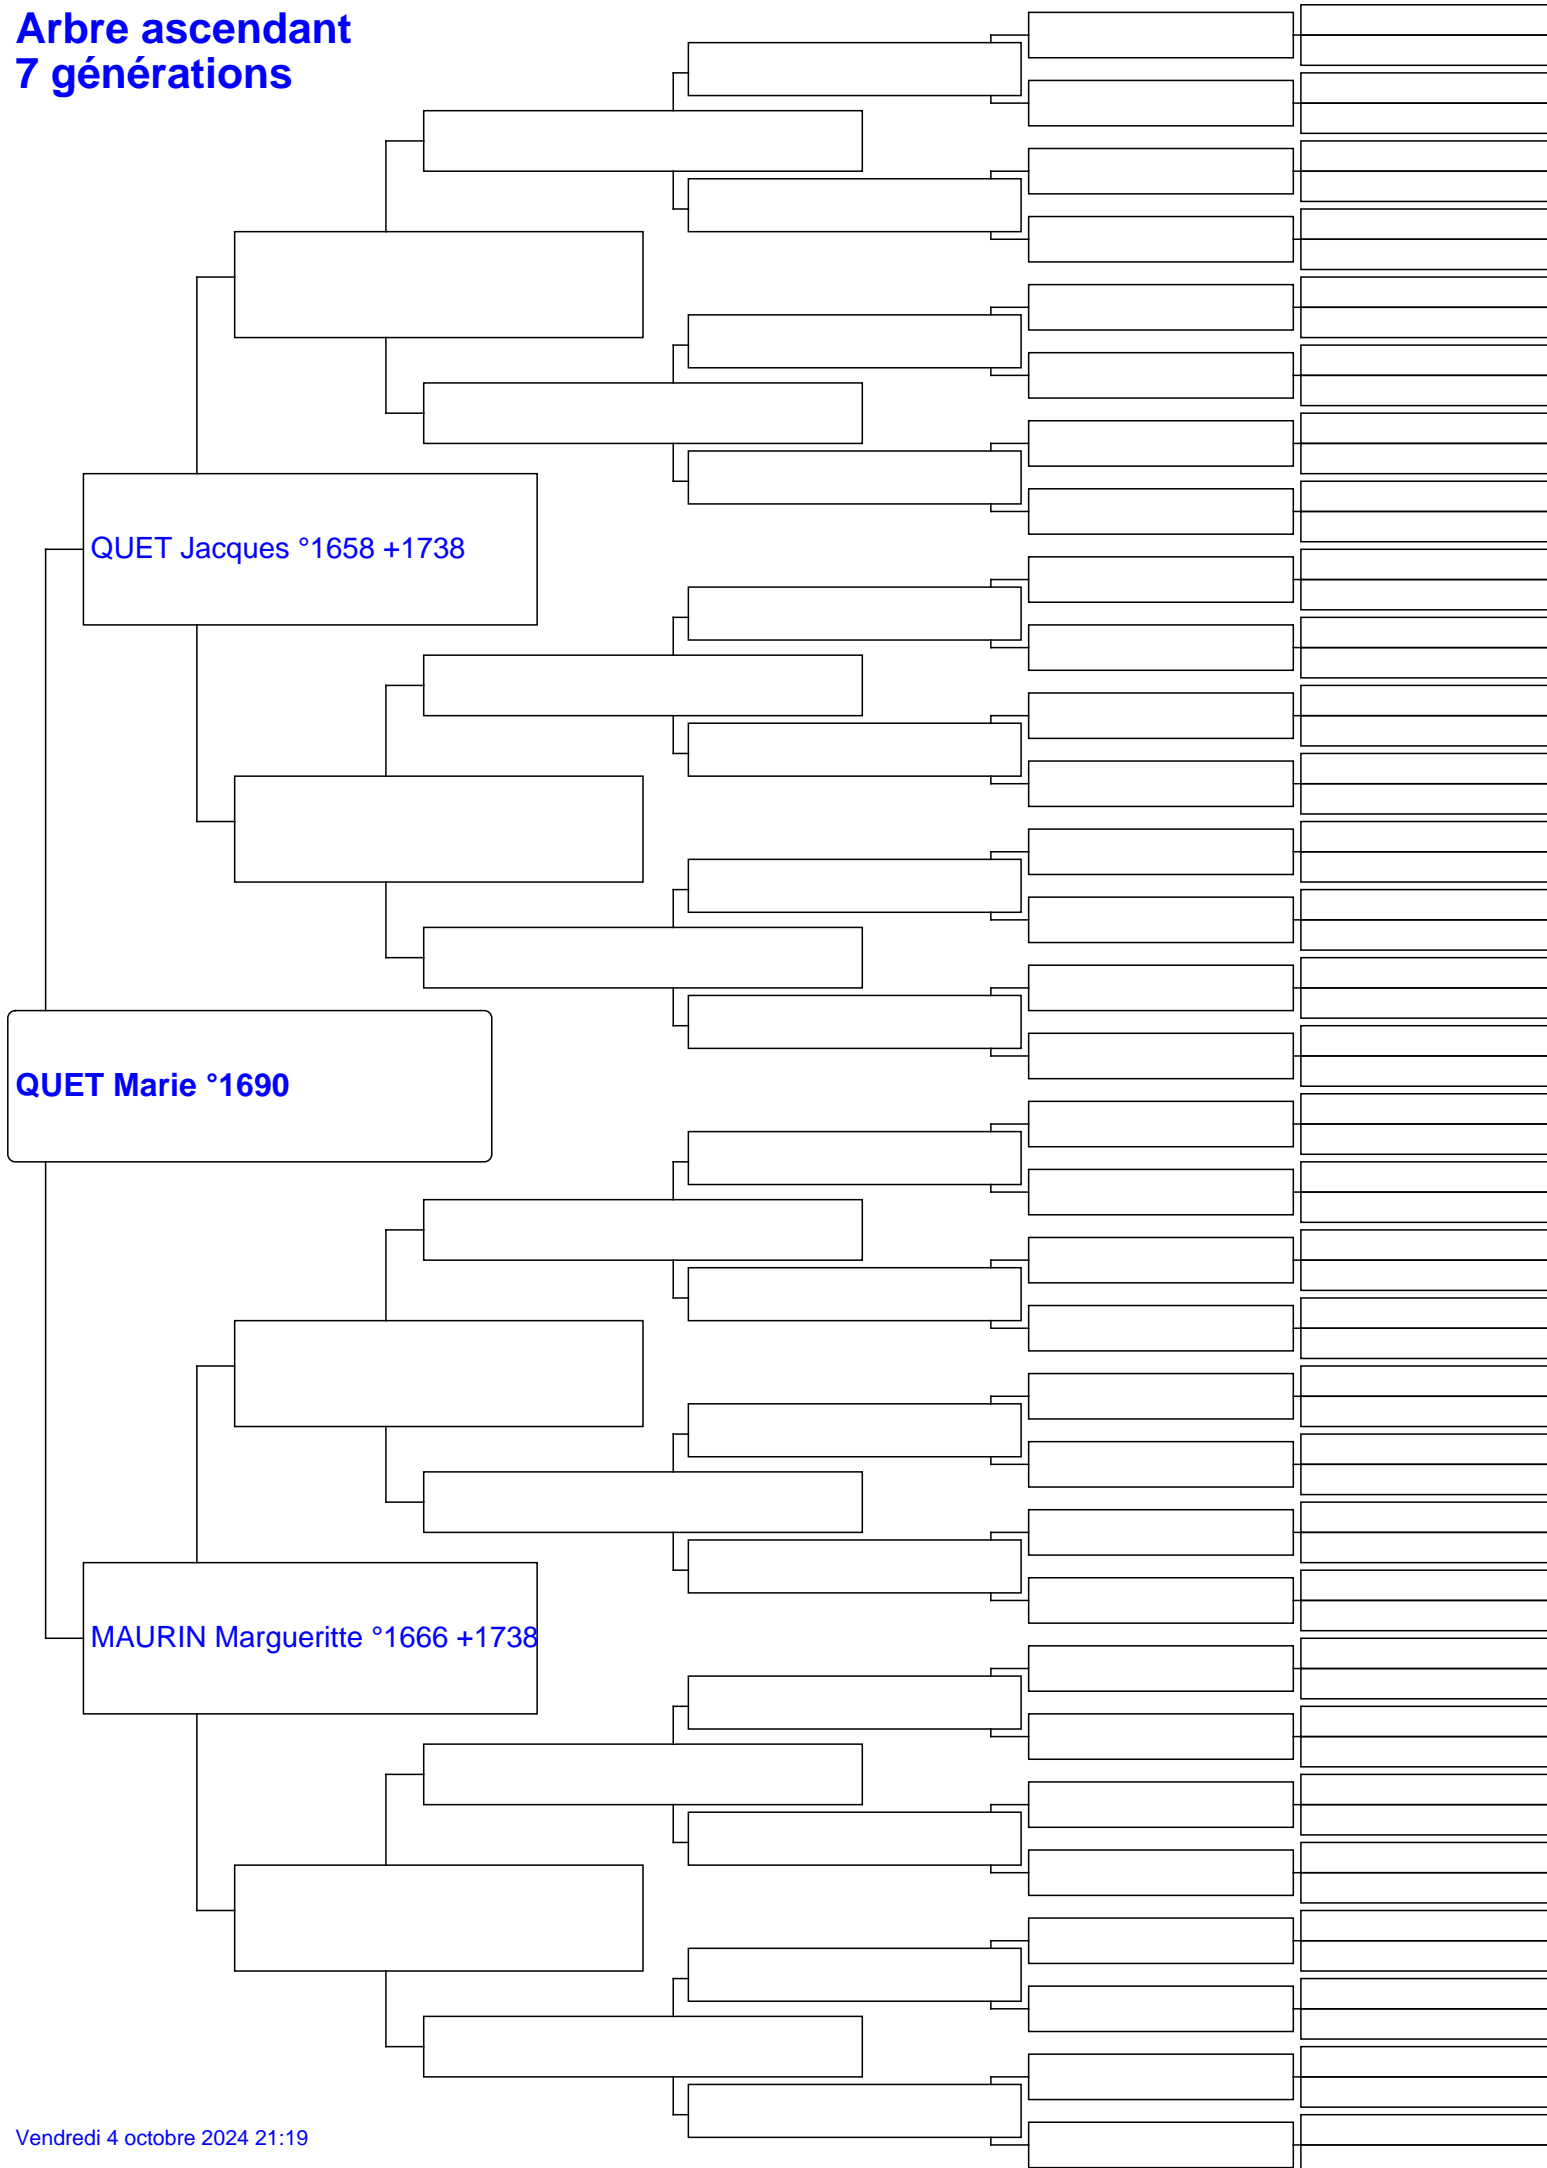 Arbre ascendant
7 générations
QUET Jacques °1658 +1738
QUET Marie °1690
MAURIN Margueritte °1666 +1738
Vendredi 4 octobre 2024 21:19